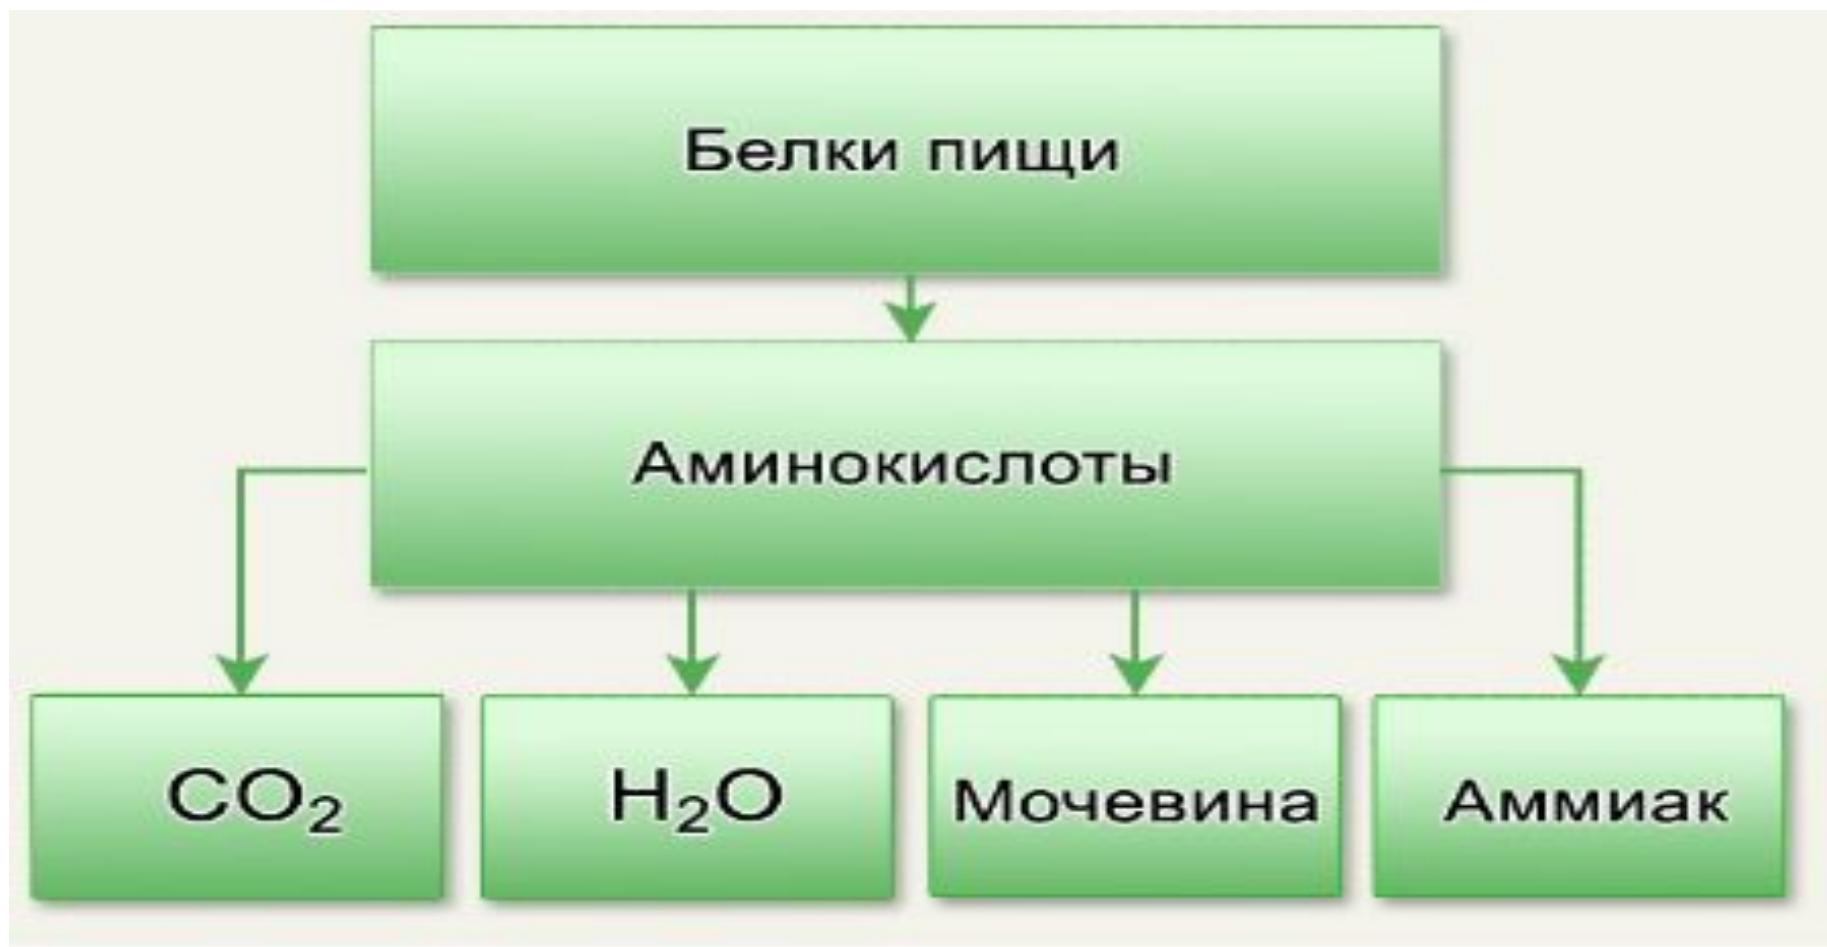 Белки пищи
Аминокислоты
CO₂
H₂O
Мочевина
Аммиак